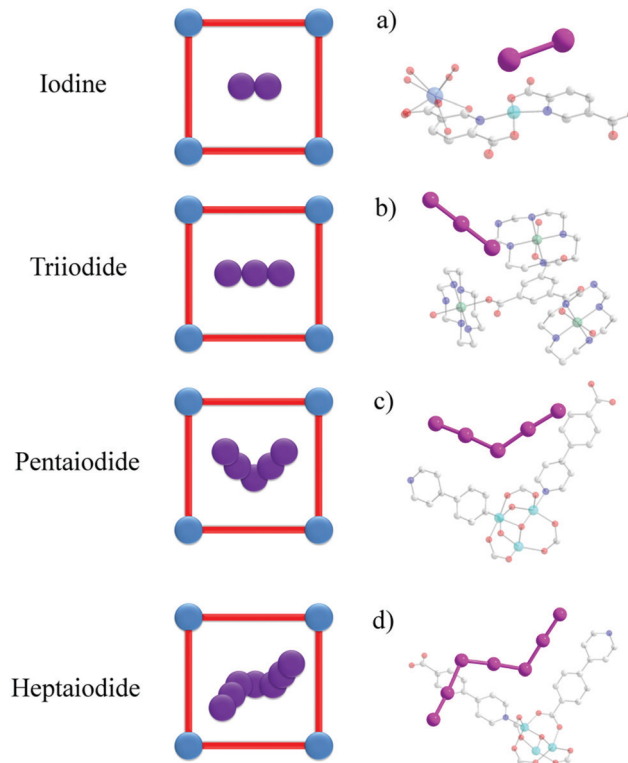 Iodine
a)
Triiodide
b)
Pentaiodide
c)
Heptaiodide
d)